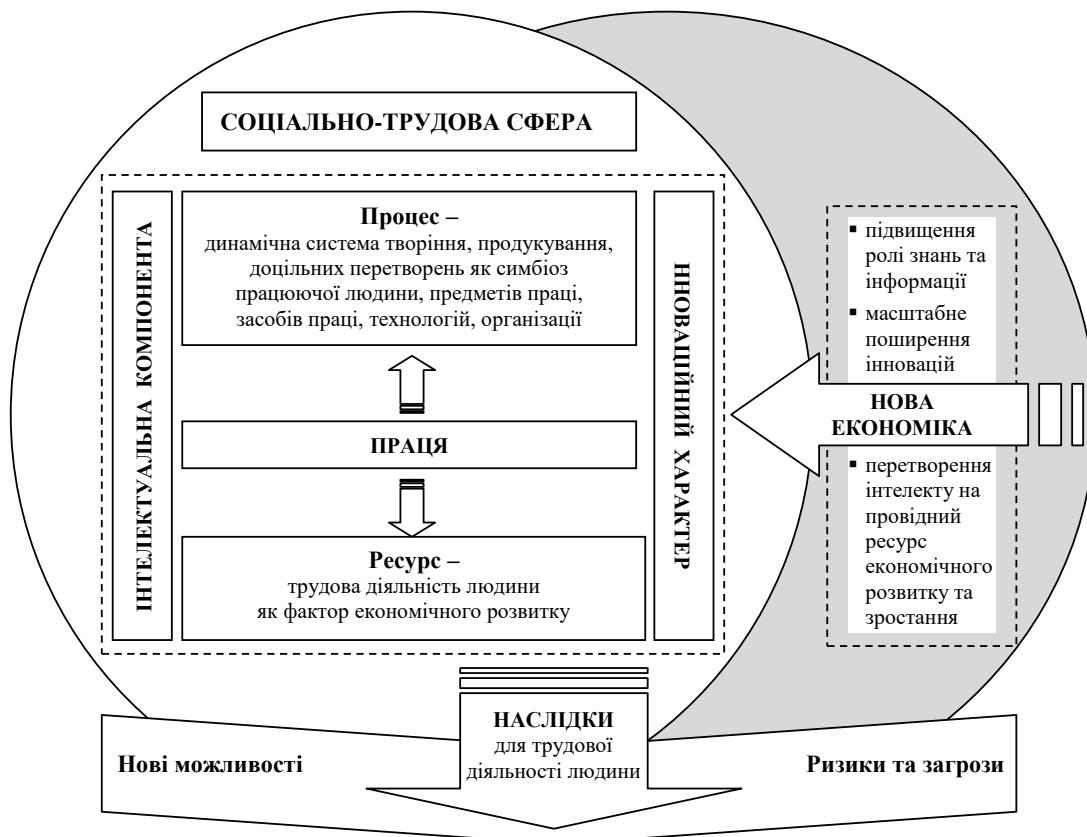 СОЦІАЛЬНО-ТРУДОВА СФЕРА
ІНТЕЛЕКТУАЛЬНА КОМПОНЕНТА
Процес –
динамічна система творіння, продукування,
доцільних перетворень як симбіоз
працюючої людини, предметів праці,
засобів праці, технологій, організації
ПРАЦЯ
Ресурс –
трудова діяльність людини
як фактор економічного розвитку
ННОВАЦІЙНИЙ ХАРАКТЕР
▪ підвищення
ролі знань та
інформації
▪ масштабне
поширення
інновацій
НОВА
ЕКОНОМІКА
▪ перетворення
інтелекту на
провідний
ресурс
економічного
розвитку та
зростання
НАСЛІДКИ
для трудової
діяльності людини
Нові можливості
Ризики та загрози